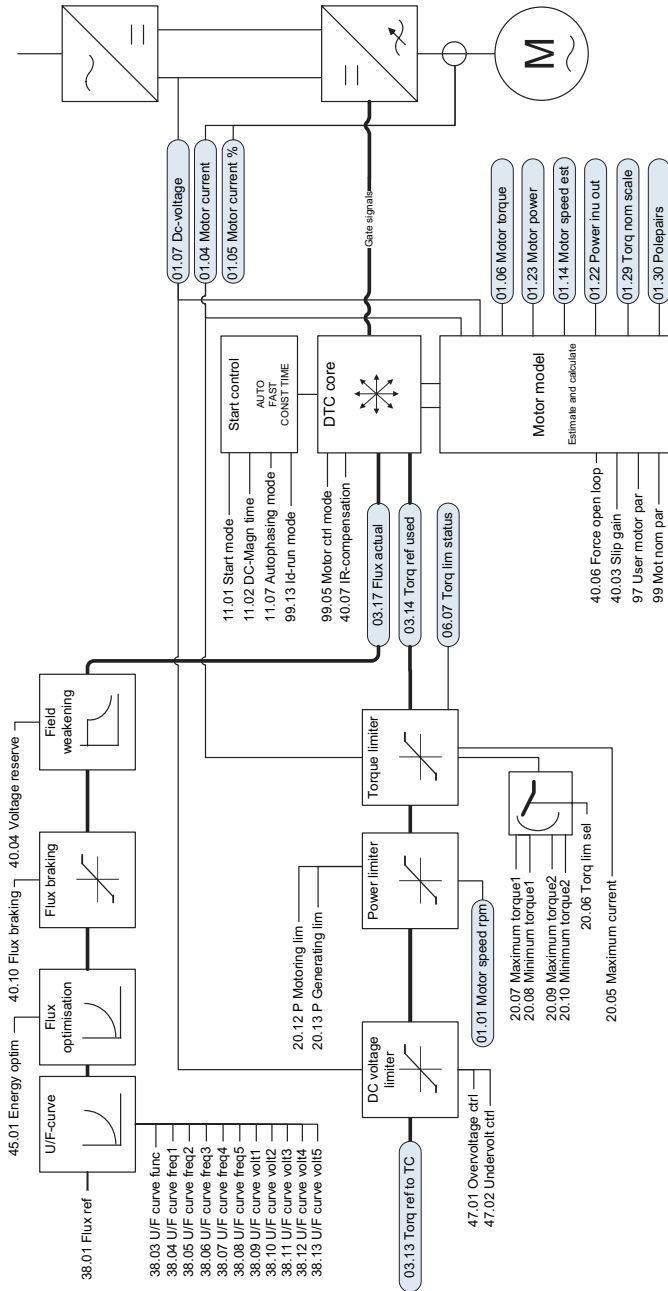 38.01 Flux ref
U/F-curve
38.03 U/F curve func
38.04 U/F curve freq1
38.05 U/F curve freq2
38.06 U/F curve freq3
38.07 U/F curve freq4
38.08 U/F curve freq5
38.09 U/F curve volt1
38.10 U/F curve volt2
38.11 U/F curve volt3
38.12 U/F curve volt4
38.13 U/F curve volt5
45.01 Energy optim
Flux
optimisation
40.10 Flux braking
Flux braking
40.04 Voltage reserve
Field
weakening
03.13 Torq ref to TC
DC voltage
limiter
47.01 Overvoltage ctrl
47.02 Undervolt ctrl
20.12 P Motoring lim
20.13 P Generating lim
Power limiter
01.01 Motor speed rpm
Torque limiter
20.07 Maximum torque1
20.08 Minimum torque1
20.09 Maximum torque2
20.10 Minimum torque2
20.06 Torq lim sel
20.05 Maximum current
11.01 Start mode
11.02 DC-Magn time
11.07 Autophasing mode
99.13 Id-run mode
99.05 Motor ctrl mode
40.07 IR-compensation
03.17 Flux actual
03.14 Torq ref used
06.07 Torq lim status
40.06 Force open loop
40.03 Slip gain
97 User motor par
99 Mot nom par
Start control
AUTO
FAST
CONST TIME
DTC core
Motor model
Estimate and calculate
01.07 Dc-voltage
01.04 Motor current
01.05 Motor current %
Gate signals
01.06 Motor torque
01.23 Motor power
01.14 Motor speed est
01.22 Power inu out
01.29 Torq nom scale
01.30 Polepairs
M